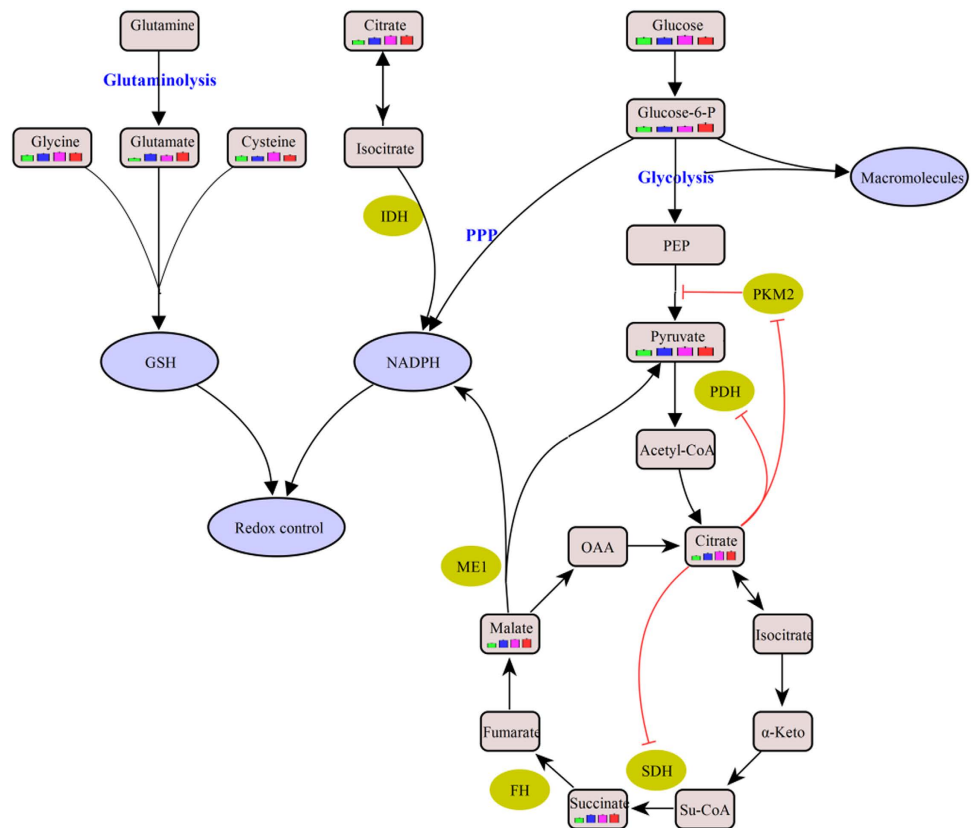 Glutamine
Citrate
Glucose
Glutaminolysis
Glucose-6-P
Glycine
Glutamate
Cysteine
Isocitrate
Glycolysis
Macromolecules
IDH
PPP
PEP
PKM2
Pyruvate
GSH
NADPH
PDH
Acetyl-CoA
Redox control
OAA
Citrate
ME1
Malate
Isocitrate
Fumarate
α-Keto
SDH
FH
Succinate
Su-CoA